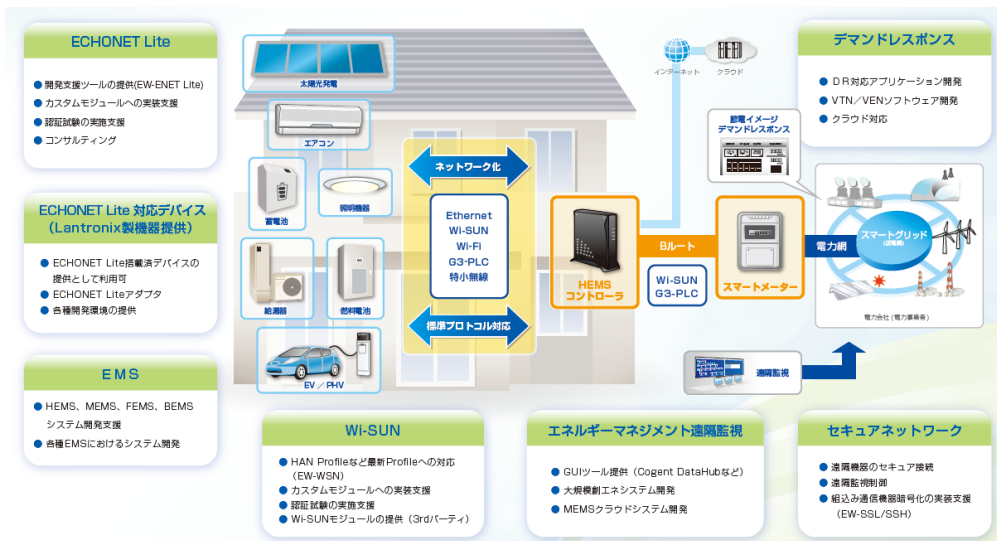 ECHONET Lite
● 開発支援ツールの提供(EW-ENET Lite)
● カスタムモジュールへの実装支援
● 認証試験の実施支援
● コンサルティング
ECHONET Lite 対応デバイス
（Lantronix製機器提供）
● ECHONET Lite搭載済デバイスの
提供として利用可
● ECHONET Liteアダプタ
● 各種開発環境の提供
EMS
● HEMS、MEMS、FEMS、BEMS
システム開発支援
● 各種EMSにおけるシステム開発
太陽光発電
エアコン
蓄電池
照明機器
給湯器
燃料電池
EV／PHV
ネットワーク化
Ethernet
Wi-SUN
Wi-Fi
G3-PLC
特小無線
標準プロトコル対応
インターネット
クラウド
HEMS
コントローラ
Bルート
Wi-SUN
G3-PLC
スマートメーター
節電イメージ
デマンドレスポンス
電力網
スマートグリッド
(送電網)
電力会社(電力事業者)
遠隔監視
デマンドレスポンス
● DR対応アプリケーション開発
● VTN／VENソフトウェア開発
● クラウド対応
Wi-SUN
● HAN Profileなど最新Profileへの対応
（EW-WSN）
● カスタムモジュールへの実装支援
● 認証試験の実施支援
● Wi-SUNモジュールの提供（3rdパーティ）
エネルギーマネジメント遠隔監視
● GUIツール提供（Cogent DataHubなど）
● 大規模創エネシステム開発
● MEMSクラウドシステム開発
セキュアネットワーク
● 遠隔機器のセキュア接続
● 遠隔監視制御
● 組込み通信機器暗号化の実装支援
（EW-SSL/SSH）